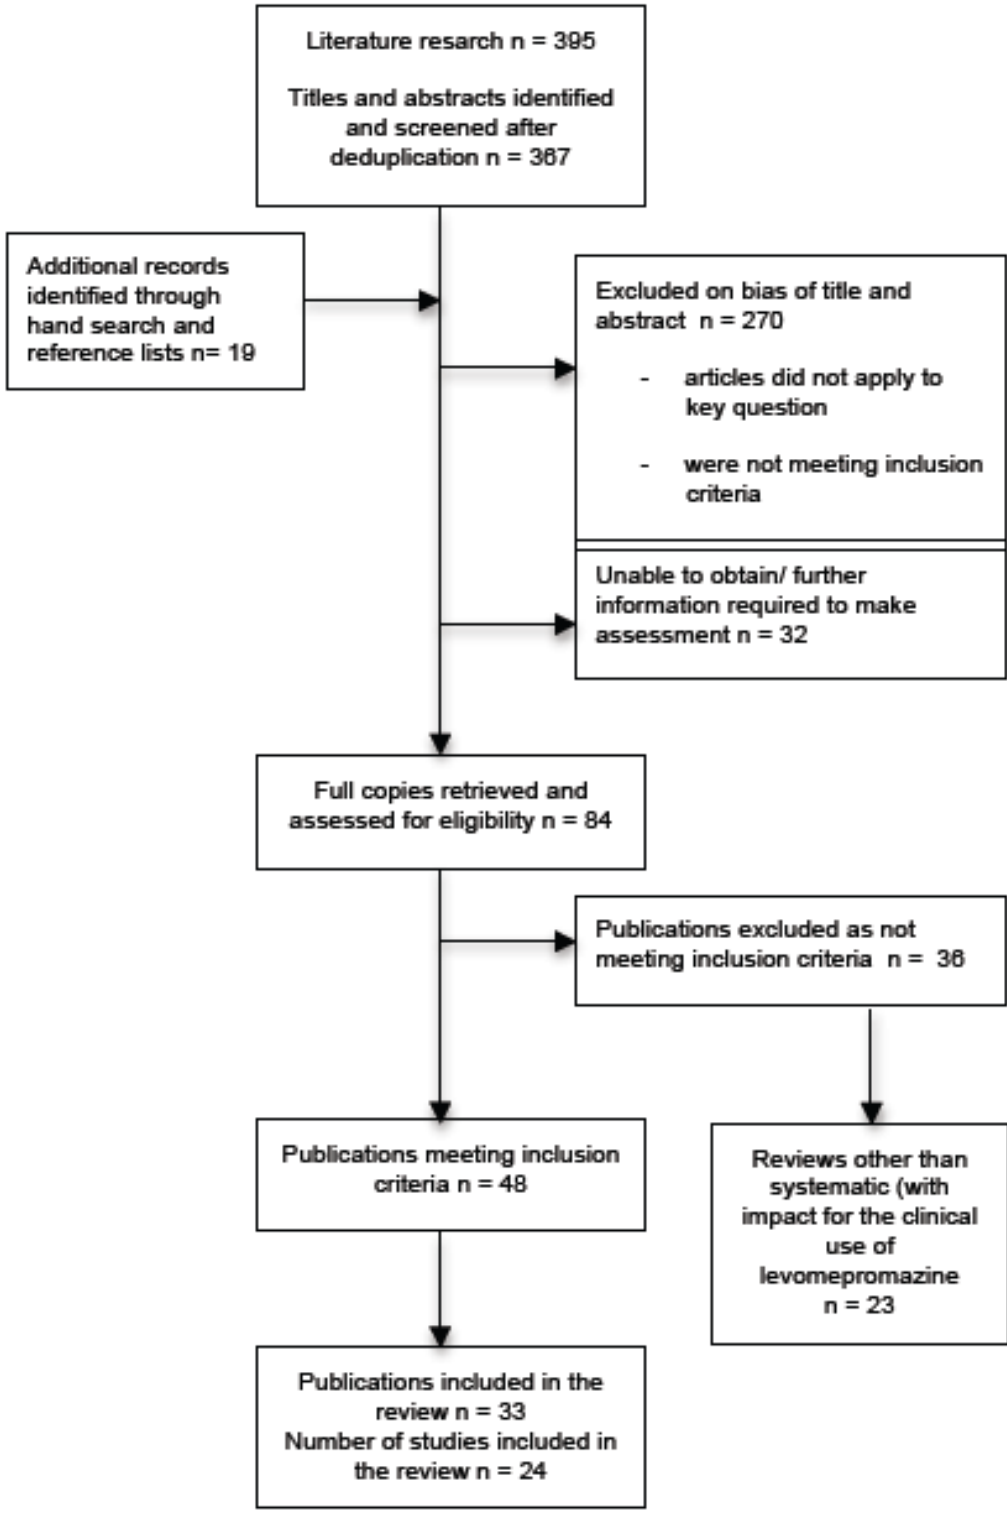 Literature resarch n = 395
Titles and abstracts identified
and screened after
deduplication n = 367
Additional records
identified through
hand search and
reference lists n= 19
Excluded on bias of title and
abstract n = 270
- articles did not apply to
key question
- were not meeting inclusion
criteria
Unable to obtain/ further
information required to make
assessment n = 32
Full copies retrieved and
assessed for eligibility n = 84
Publications excluded as not
meeting inclusion criteria n = 36
Publications meeting inclusion
criteria n = 48
Reviews other than
systematic (with
impact for the clinical
use of
levomepromazine
n = 23
Publications included in the
review n = 33
Number of studies included in
the review n = 24